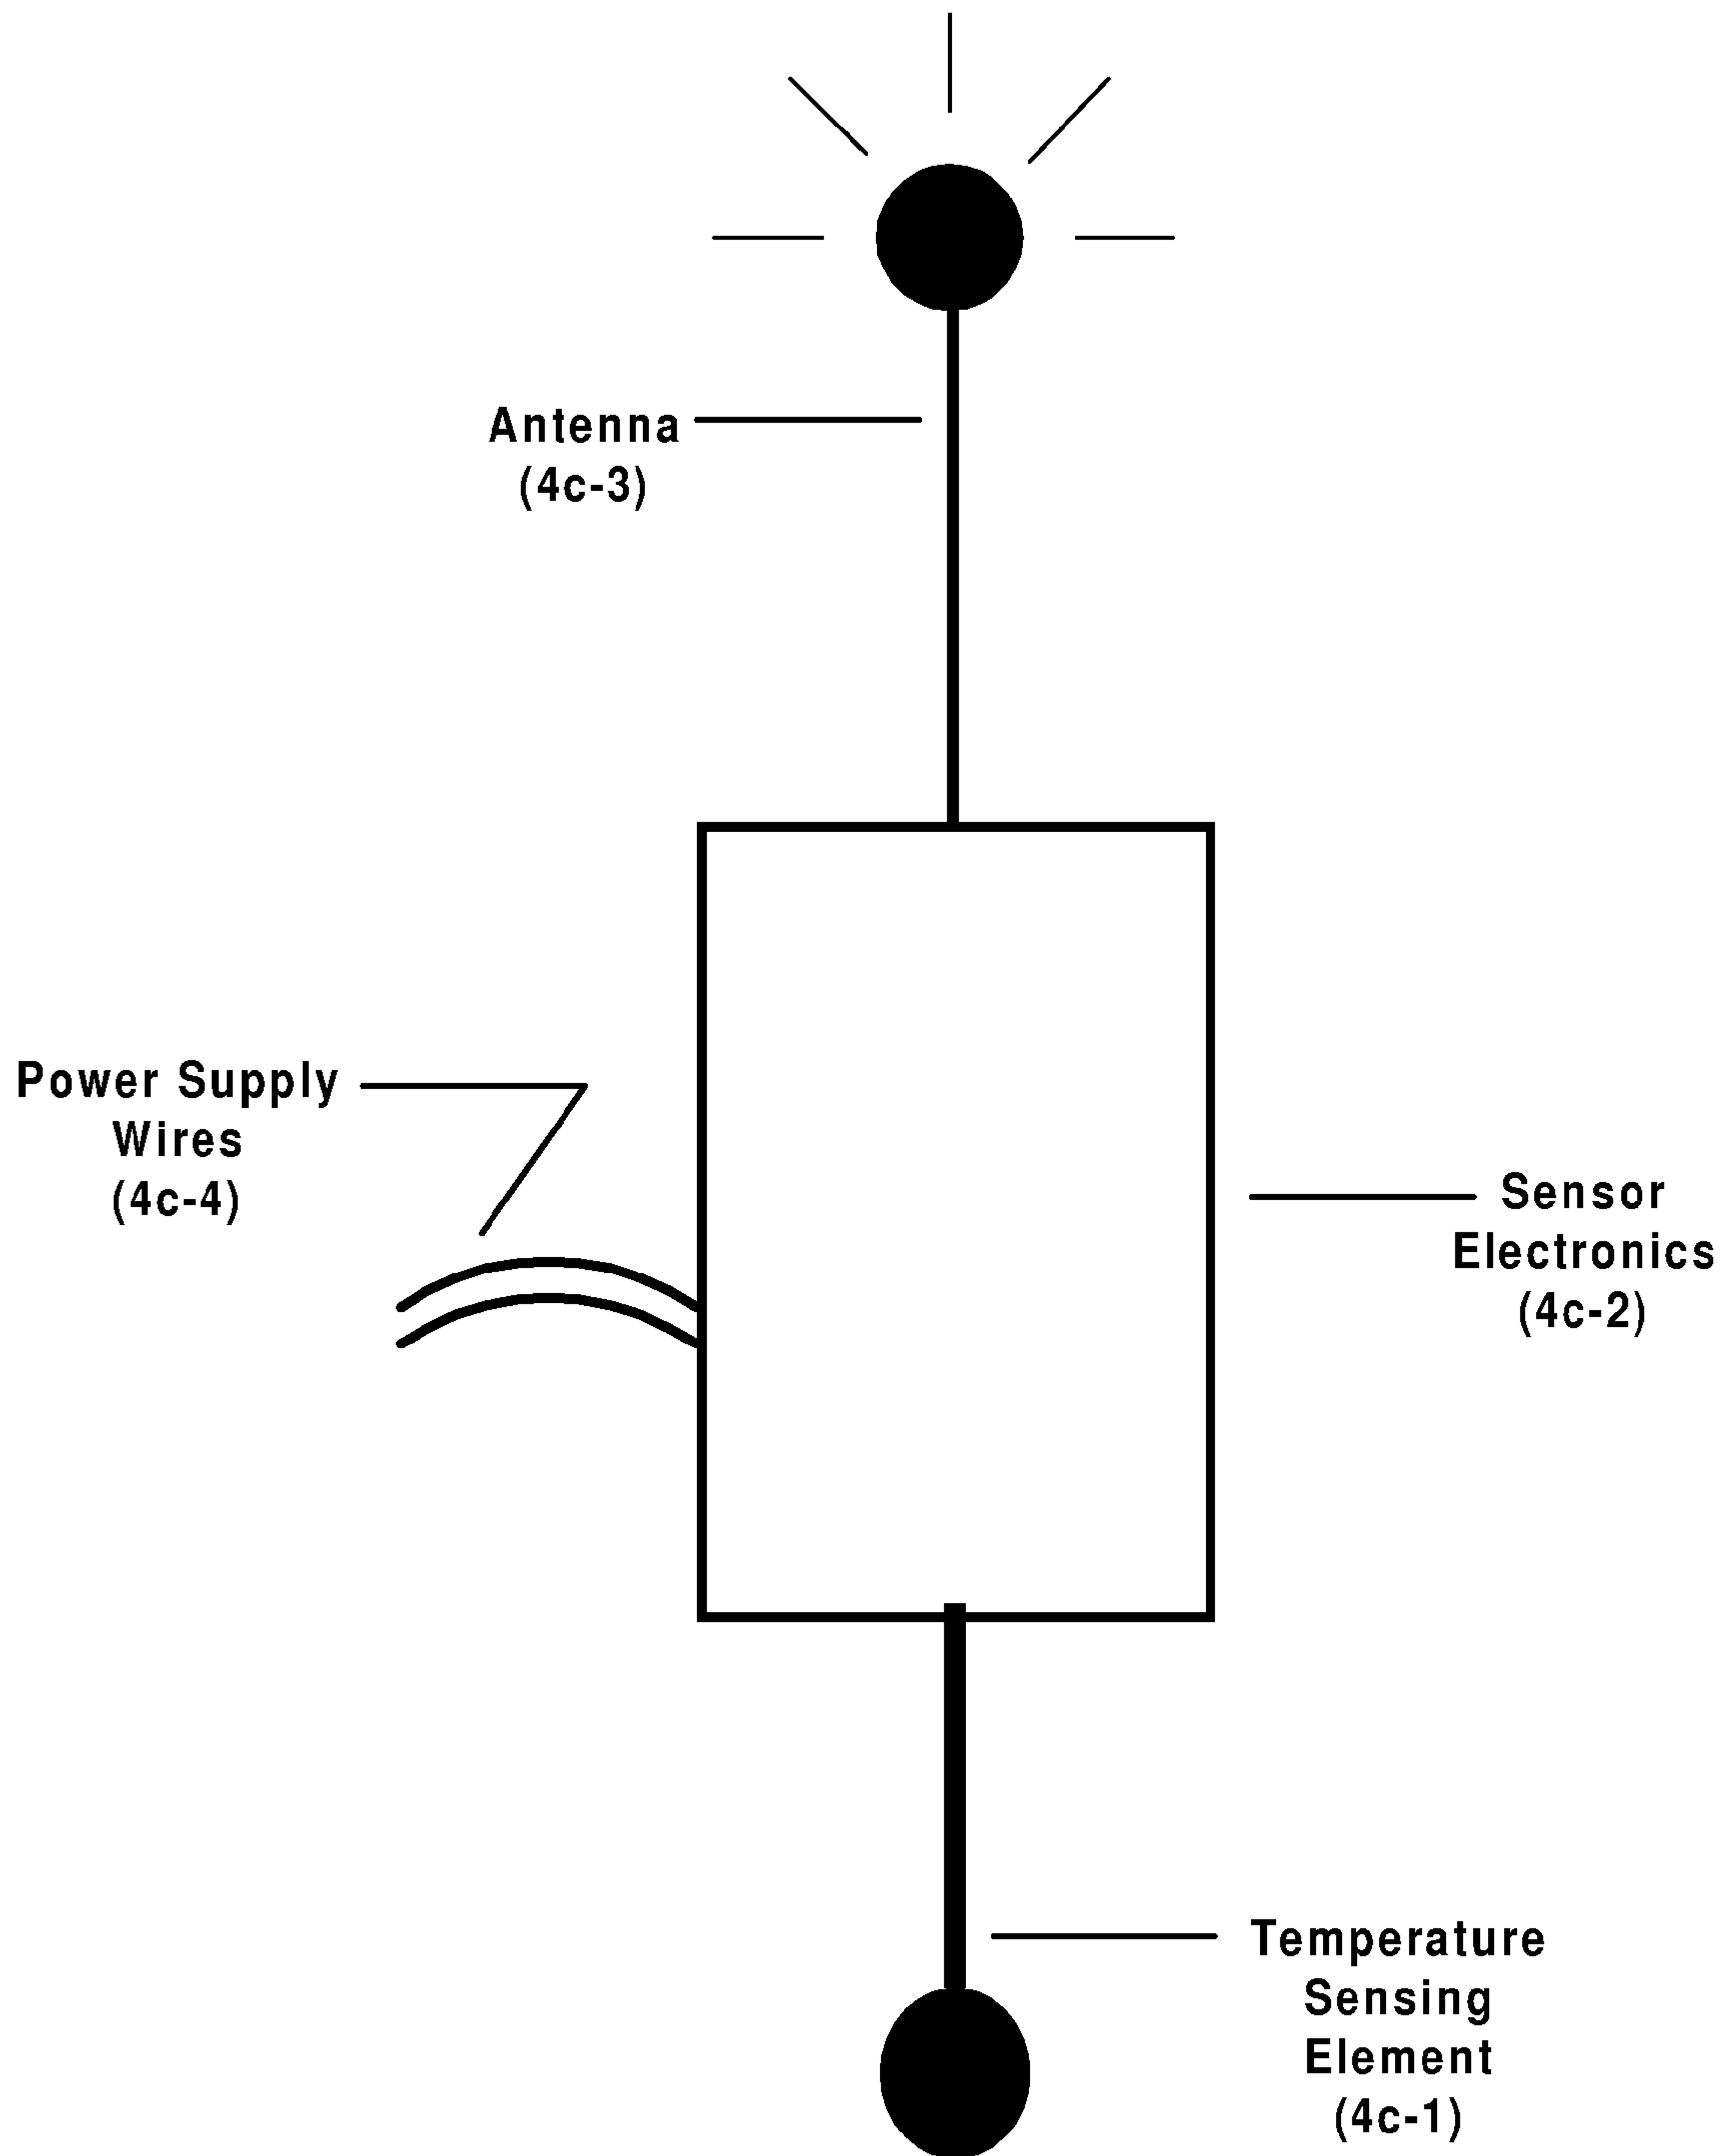 Antenna
(4c-3)
Power Supply
Wires
(4c-4)
Sensor
Electronics
(4c-2)
Temperature
Sensing
Element
(4c-1)